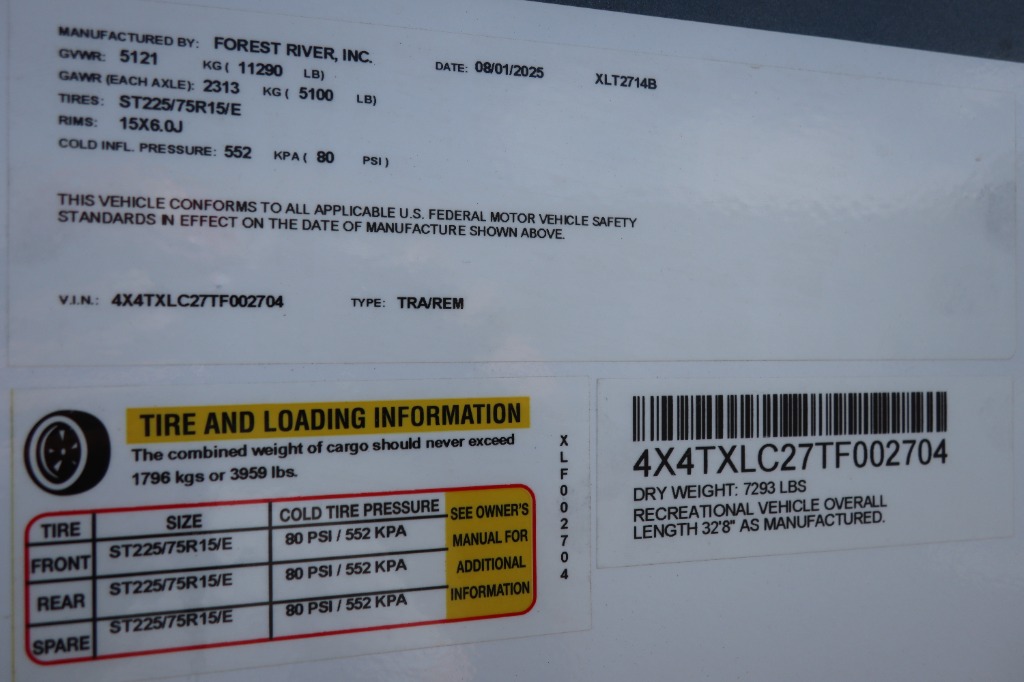 MANUFACTURED BY: FOREST RIVER, INC.
GVWR: 5121 KG ( 11290 LB) DATE: 08/01/2025 XLT2714B
GAWR (EACH AXLE): 2313 KG ( 5100 LB)
TIRES: ST225/75R15/E
RIMS: 15X6.0J
COLD INFL. PRESSURE: 552 KPA ( 80 PSI )
THIS VEHICLE CONFORMS TO ALL APPLICABLE U.S. FEDERAL MOTOR VEHICLE SAFETY
STANDARDS IN EFFECT ON THE DATE OF MANUFACTURE SHOWN ABOVE.
V.I.N.: 4X4TXLC27TF002704 TYPE: TRA/REM
TIRE AND LOADING INFORMATION
The combined weight of cargo should never exceed
1796 kgs or 3959 lbs.
TIRE SIZE COLD TIRE PRESSURE
FRONT ST225/75R15/E 80 PSI / 552 KPA
REAR ST225/75R15/E 80 PSI / 552 KPA
SPARE ST225/75R15/E 80 PSI / 552 KPA
SEE OWNER'S
MANUAL FOR
ADDITIONAL
INFORMATION
XLF002704
4X4TXLC27TF002704
DRY WEIGHT: 7293 LBS
RECREATIONAL VEHICLE OVERALL
LENGTH 32'8" AS MANUFACTURED.